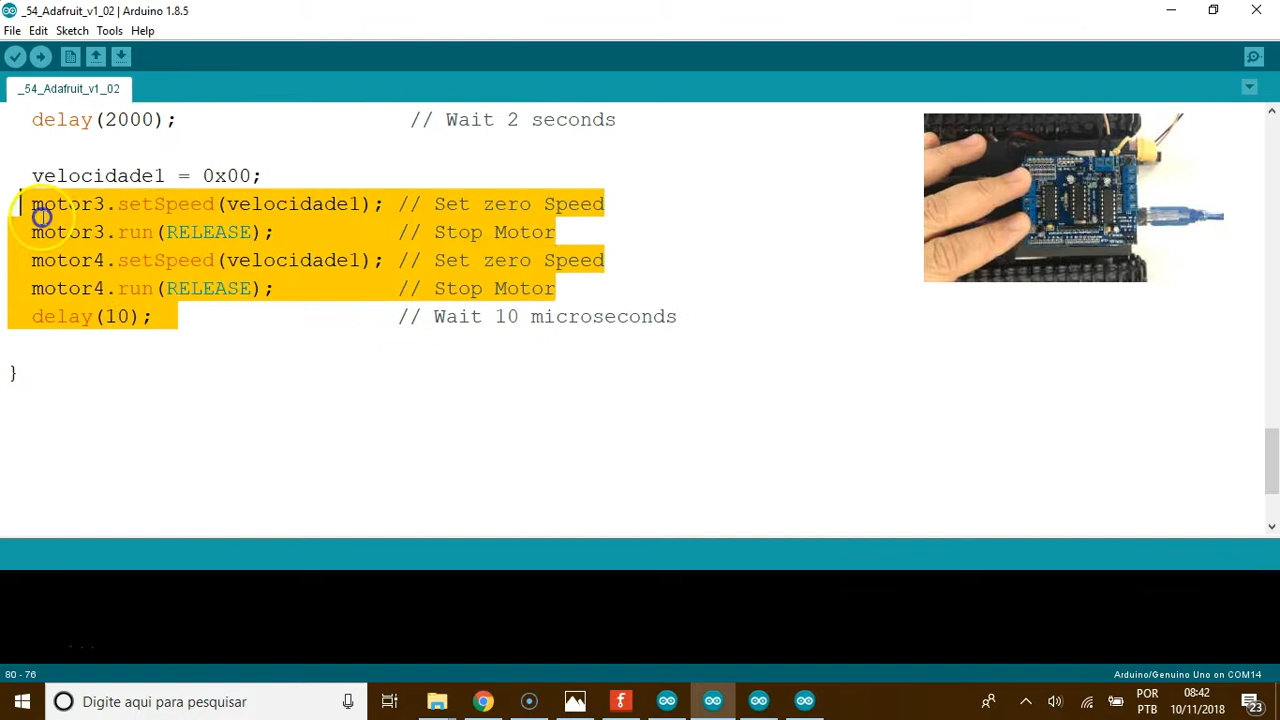 _54_Adafruit_v1_02 | Arduino 1.8.5
File Edit Sketch Tools Help
_54_Adafruit_v1_02
delay(2000); // Wait 2 seconds
velocidade1 = 0x00;
motor3.setSpeed(velocidade1); // Set zero Speed
motor3.run(RELEASE); // Stop Motor
motor4.setSpeed(velocidade1); // Set zero Speed
motor4.run(RELEASE); // Stop Motor
delay(10); // Wait 10 microseconds
}
80 - 76 Arduino/Genuino Uno on COM14
Digite aqui para pesquisar
POR
PTB
08:42
10/11/2018
23